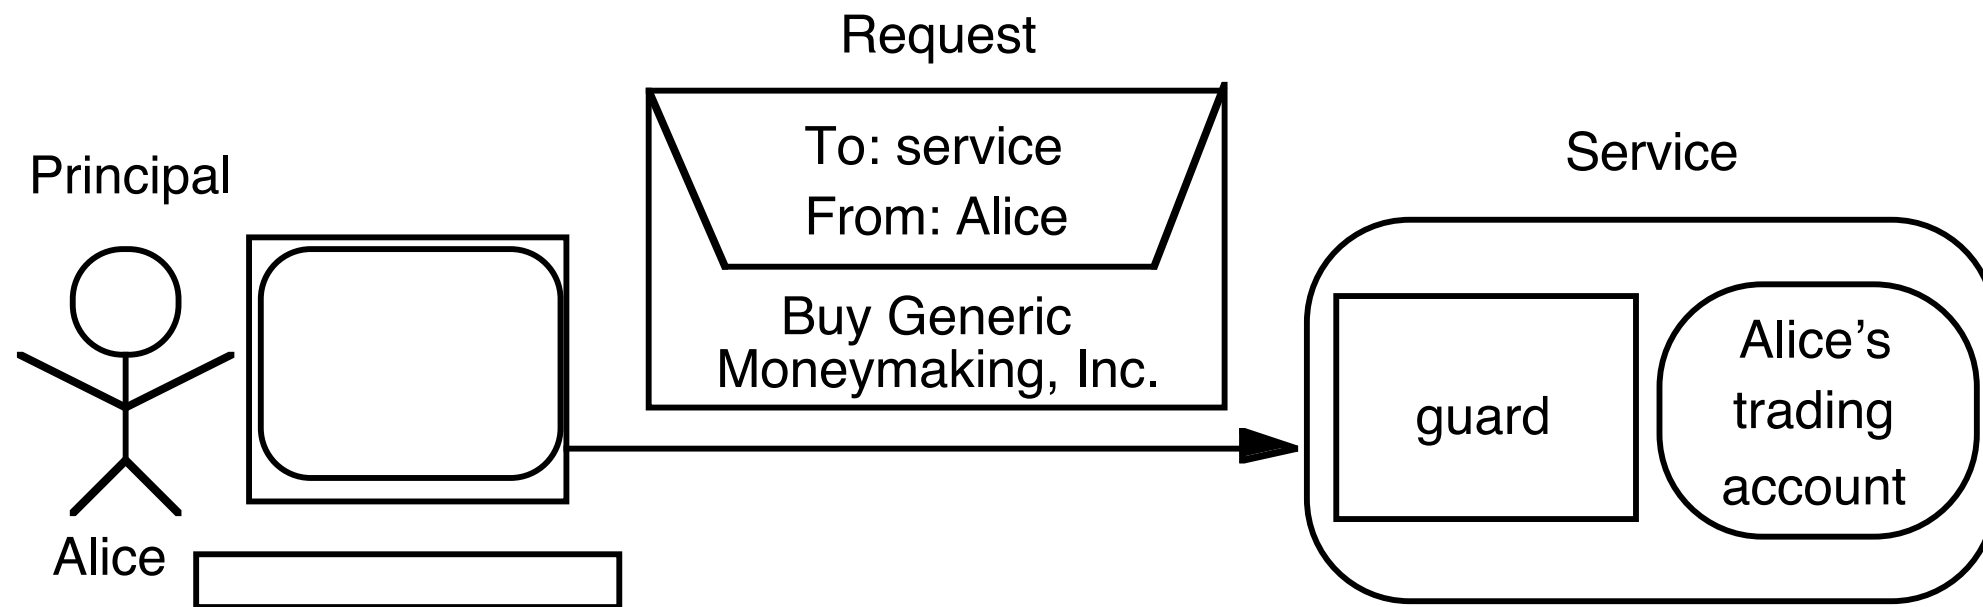 Request
To: service
From: Alice
Buy Generic
Moneymaking, Inc.
Principal
Alice
Service
guard
Alice’s
trading
account